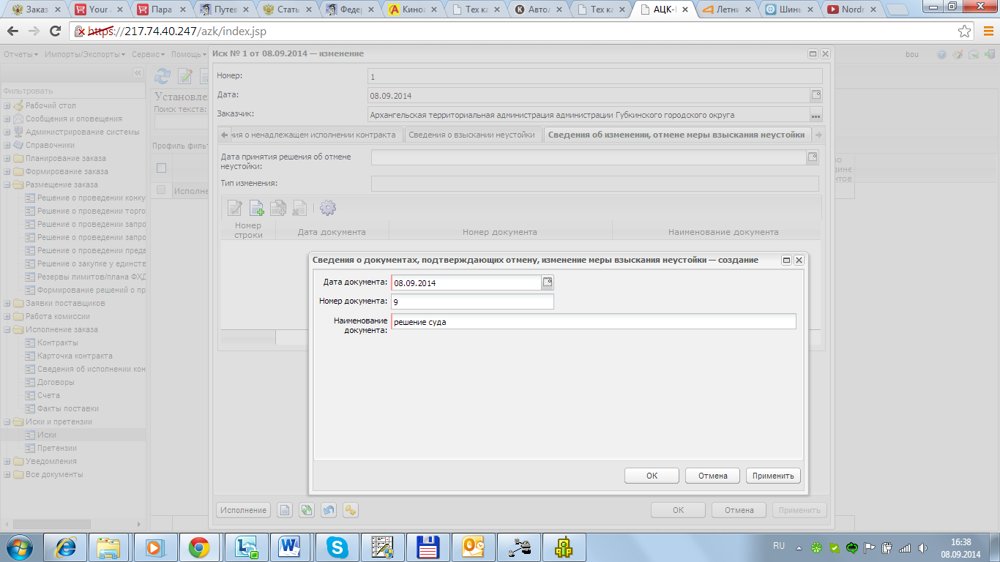 Заказ
Your
Пара
Путев
Стать
Федер
Киноа
Тех ка
Автол
Тех ка
АЦК-
Летни
Шинь
Nordr
https://217.74.40.247/azk/index.jsp
Отчеты Импорты/Экспорты Сервис Помощь
bou
Фильтровать
Рабочий стол
Сообщения и оповещения
Администрирование системы
Справочники
Планирование заказа
Формирование заказа
Размещение заказа
Решение о проведении конку
Решение о проведении торго
Решение о проведении запро
Решение о проведении запро
Решение о проведении предв
Решение о закупке у единств
Резервы лимитов/плана ФХД
Формирование решений о пр
Заявки поставщиков
Работа комиссии
Исполнение заказа
Контракты
Карточка контракта
Сведения об исполнении кон
Договоры
Счета
Факты поставки
Иски и претензии
Иски
Претензии
Уведомления
Все документы
Установле
Поиск текста:
Профиль фильт
Исполне
Иск № 1 от 08.09.2014 — изменение
Номер:
1
Дата:
08.09.2014
Заказчик:
Архангельская территориальная администрация администрации Губкинского городского округа
ия о ненадлежащем исполнении контракта
Сведения о взыскании неустойки
Сведения об изменении, отмене меры взыскания неустойки
Дата принятия решения об отмене
неустойки:
Тип изменения:
Номер
строки
Дата документа
Номер документа
Наименование документа
Сведения о документах, подтверждающих отмену, изменение меры взыскания неустойки — создание
Дата документа:
08.09.2014
Номер документа:
9
Наименование
документа:
решение суда
ОК
Отмена
Применить
Исполнение
ОК
Отмена
Применить
RU
16:38
08.09.2014